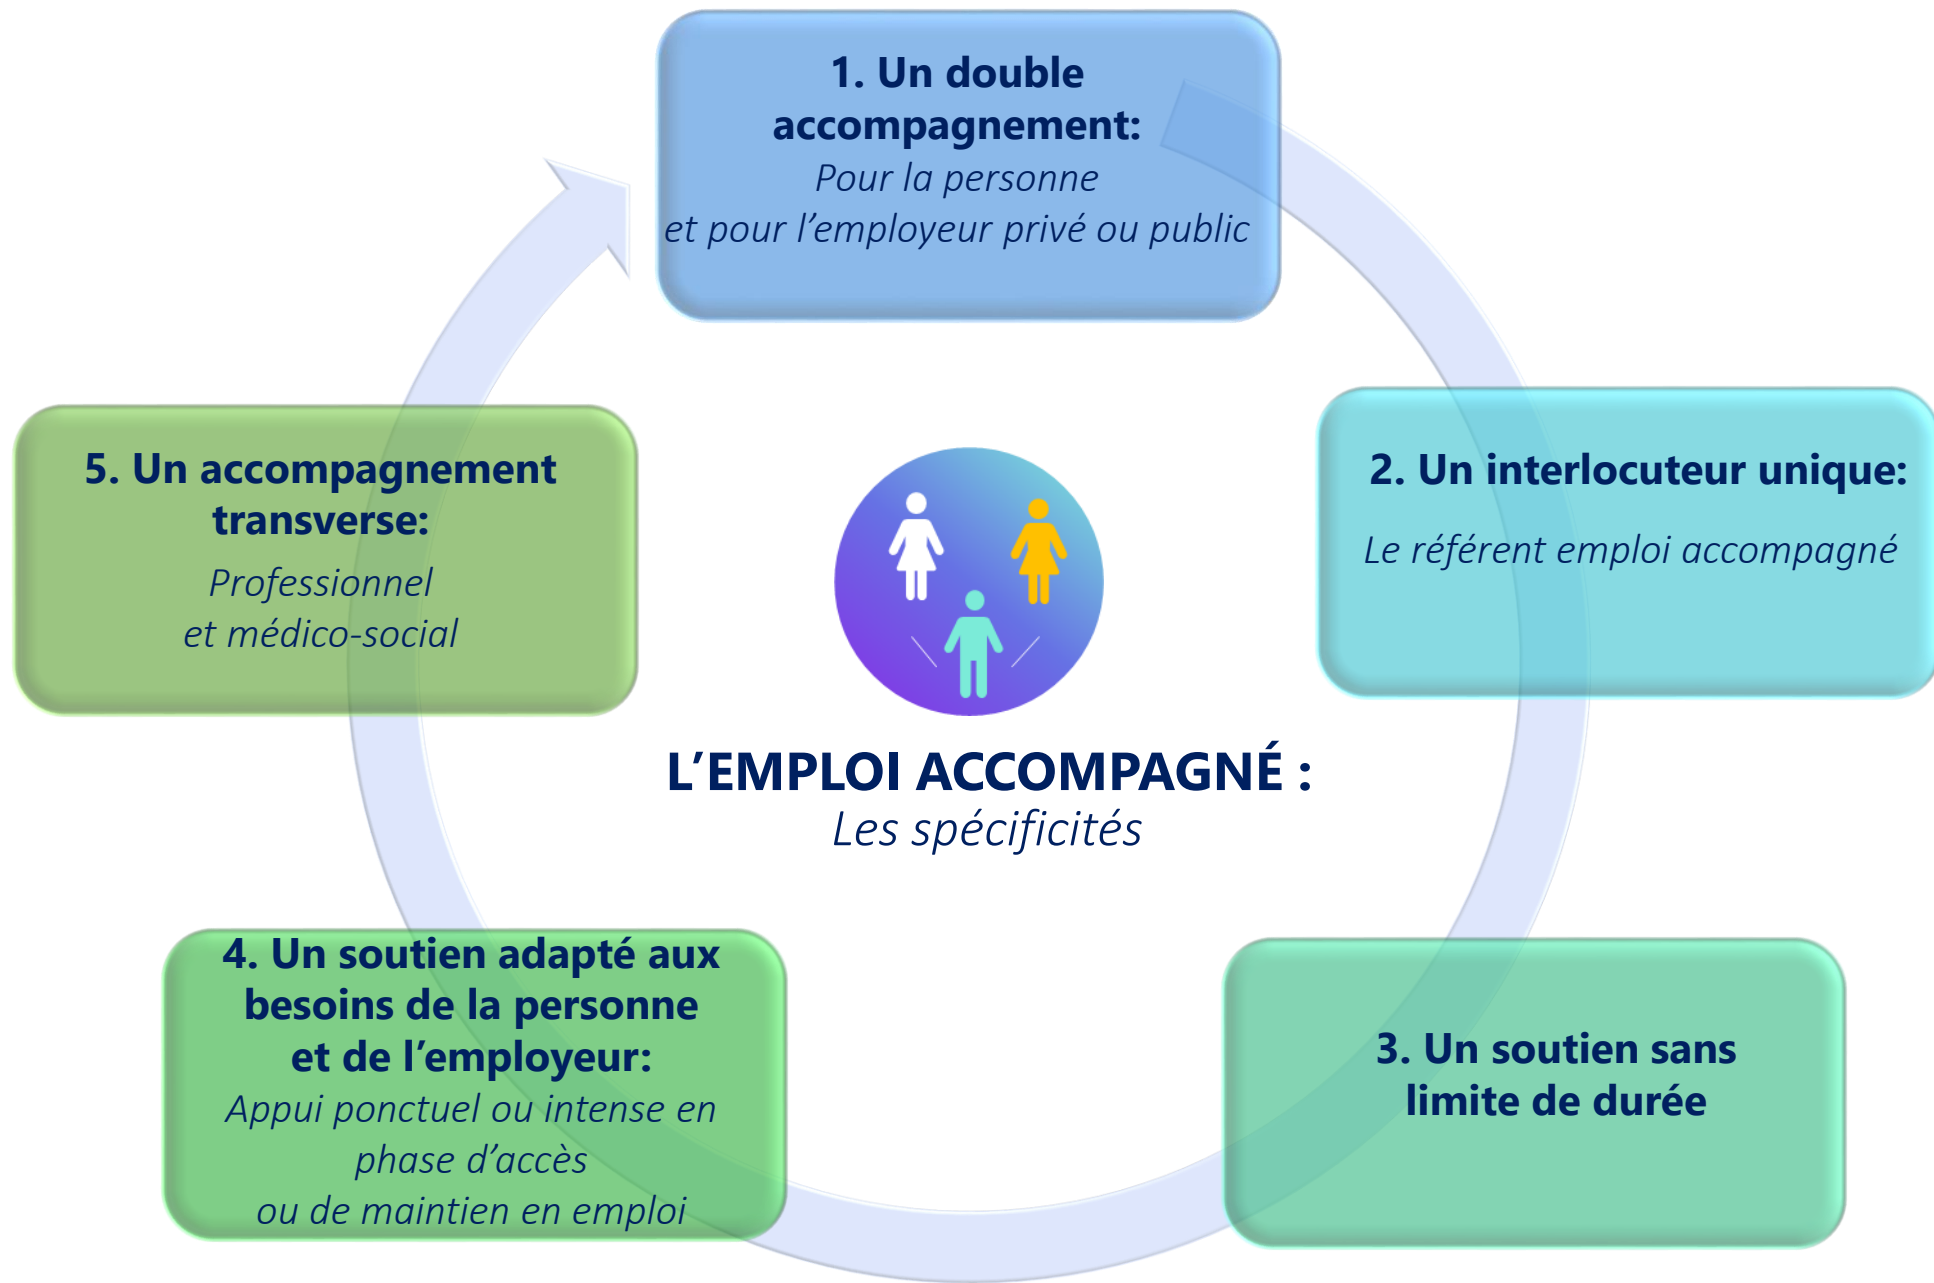 1. Un double
accompagnement:
Pour la personne
et pour l’employeur privé ou public
2. Un interlocuteur unique:
Le référent emploi accompagné
3. Un soutien sans
limite de durée
4. Un soutien adapté aux
besoins de la personne
et de l’employeur:
Appui ponctuel ou intense en
phase d’accès
ou de maintien en emploi
5. Un accompagnement
transverse:
Professionnel
et médico-social
L’EMPLOI ACCOMPAGNÉ :
Les spécificités